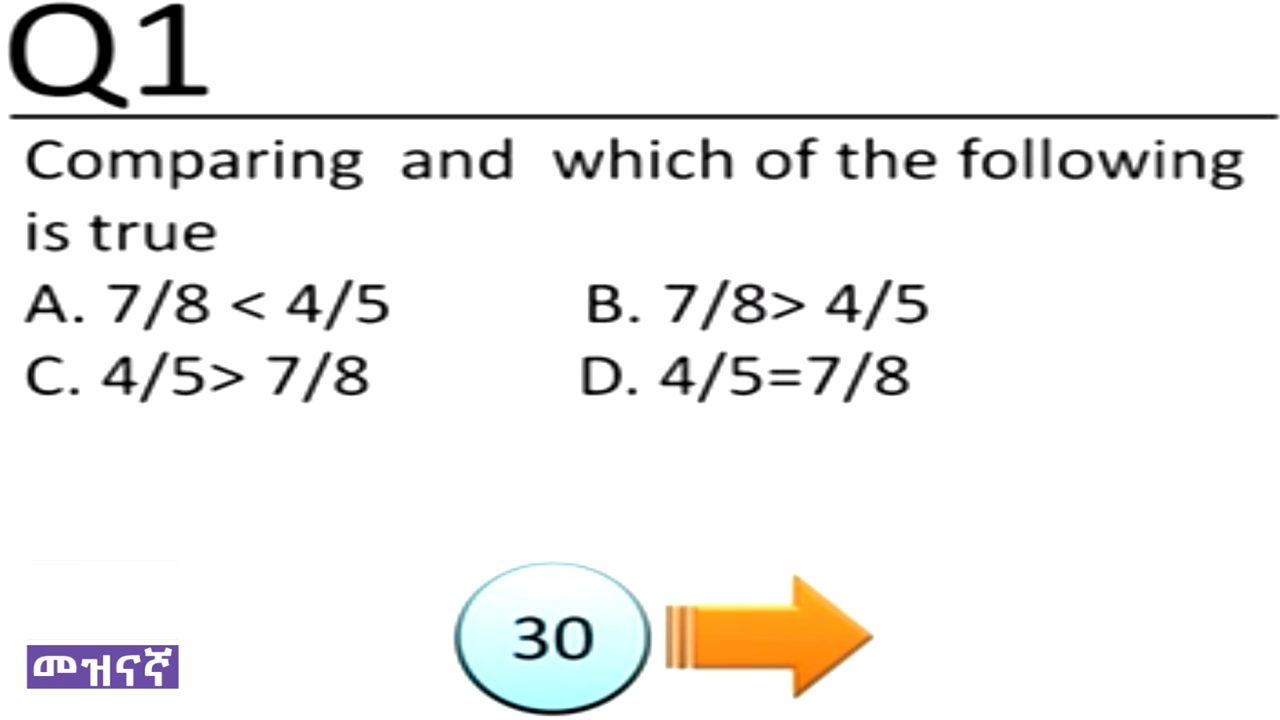 Q1
Comparing and which of the following
is true
A. 7/8 < 4/5 B. 7/8> 4/5
C. 4/5> 7/8 D. 4/5=7/8
30
መዝናኛ